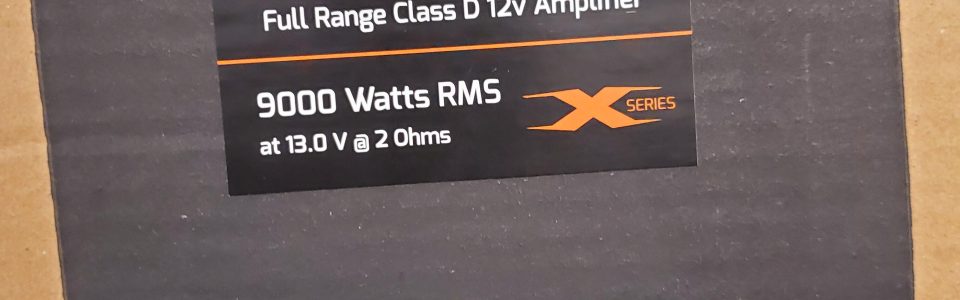 Full Range Class D 12V Amplifier
9000 Watts RMS
at 13.0 V @ 2 Ohms
X SERIES